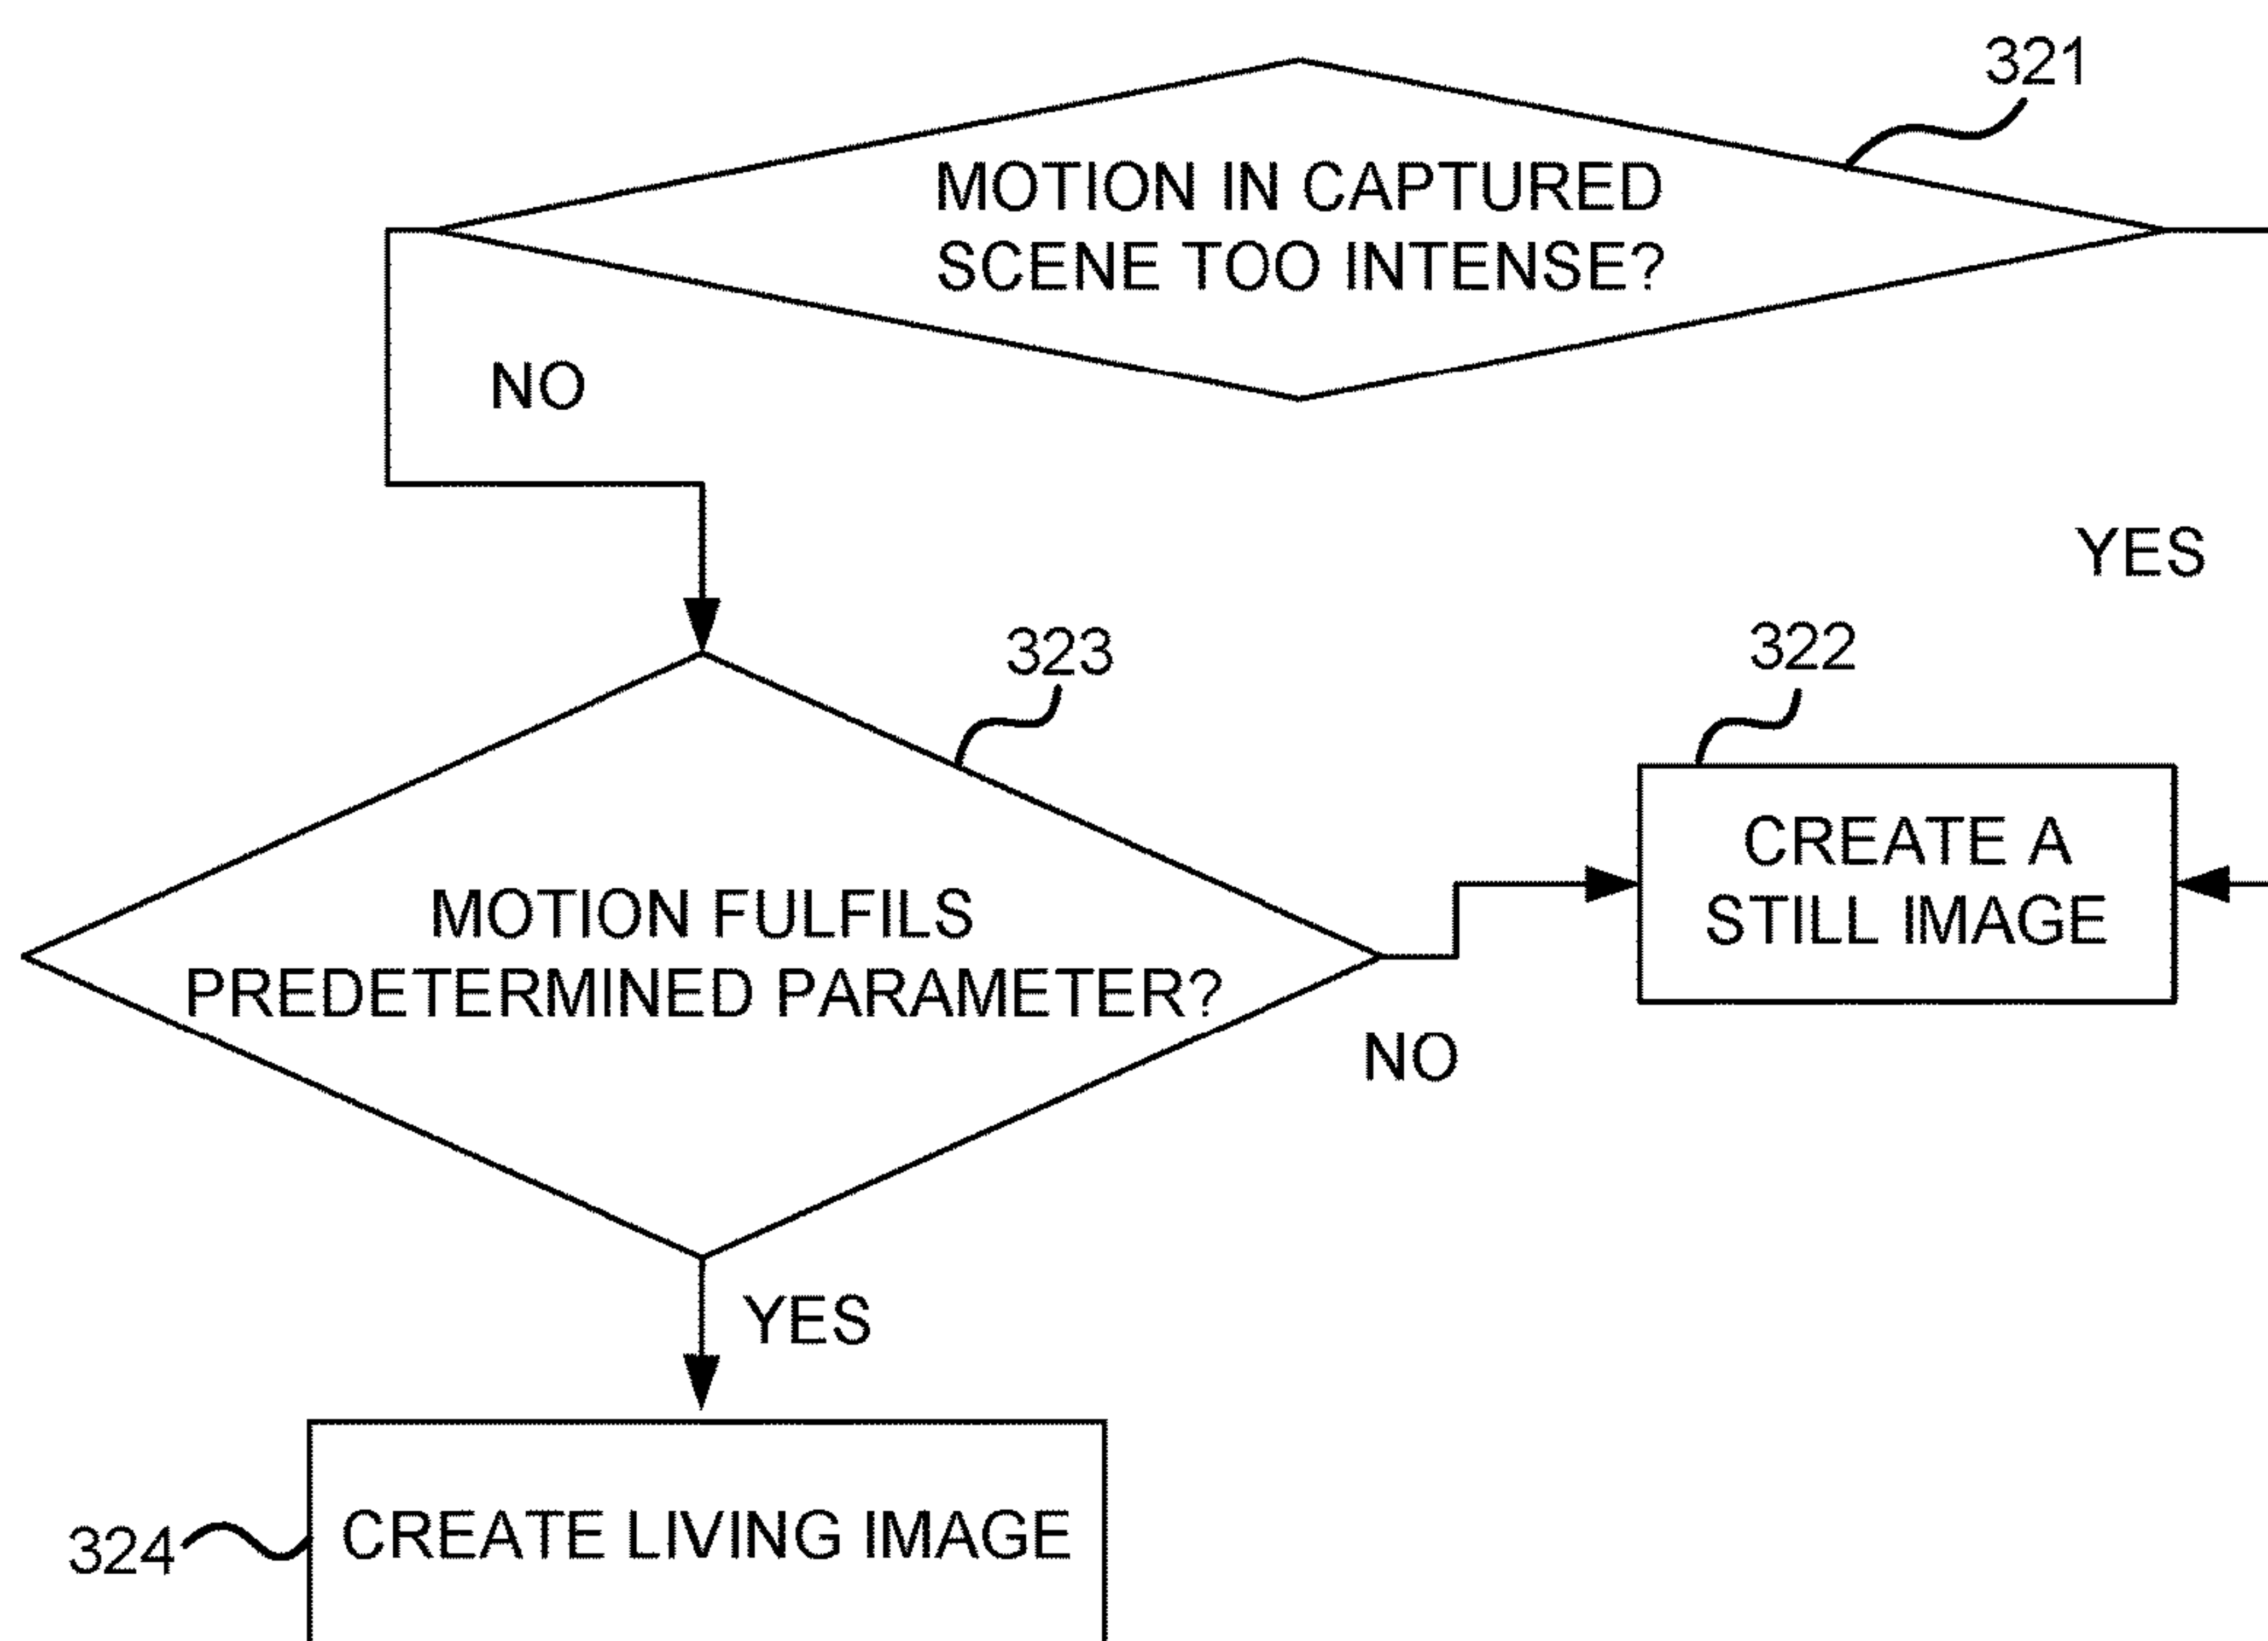 321
MOTION IN CAPTURED
SCENE TOO INTENSE?
NO
YES
323
322
MOTION FULFILS
PREDETERMINED PARAMETER?
CREATE A
STILL IMAGE
NO
YES
324
CREATE LIVING IMAGE